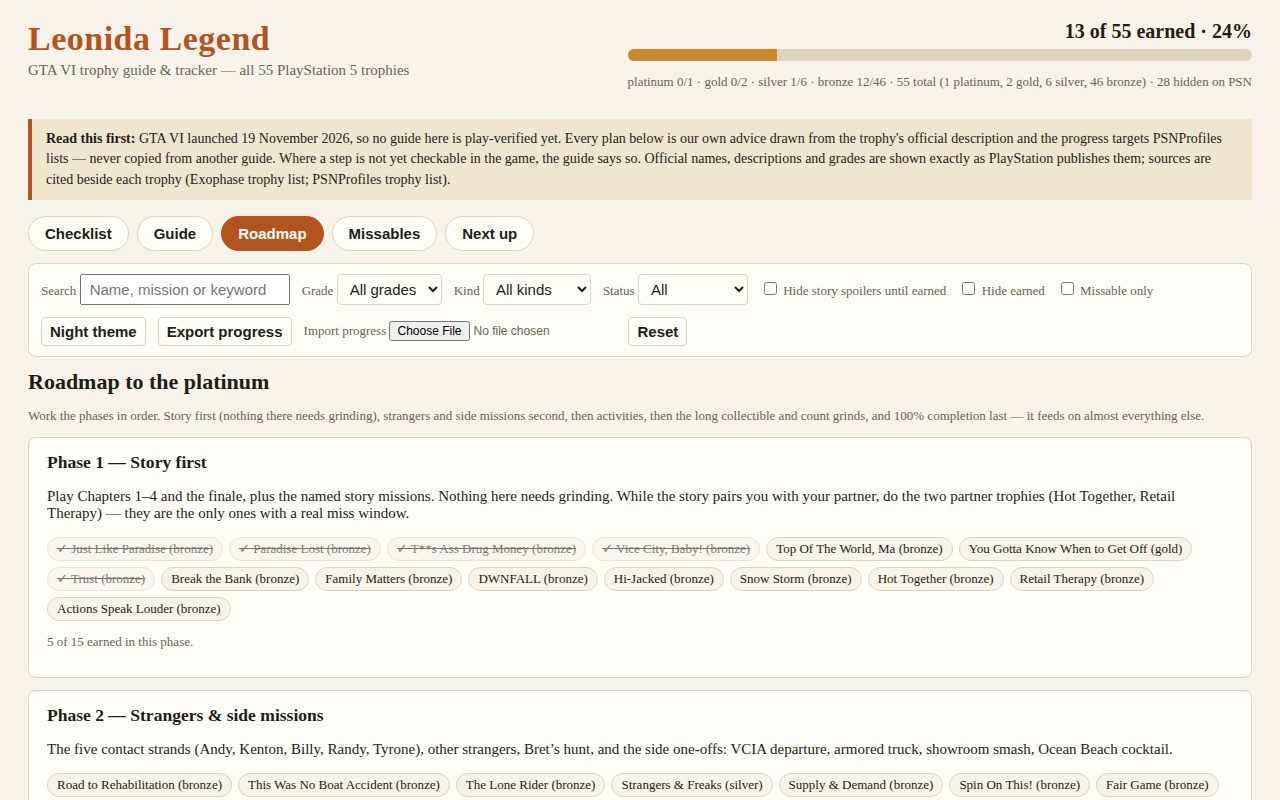 Leonida Legend
GTA VI trophy guide & tracker — all 55 PlayStation 5 trophies
13 of 55 earned · 24%
platinum 0/1 · gold 0/2 · silver 1/6 · bronze 12/46 · 55 total (1 platinum, 2 gold, 6 silver, 46 bronze) · 28 hidden on PSN
Read this first: GTA VI launched 19 November 2026, so no guide here is play-verified yet. Every plan below is our own advice drawn from the trophy's official description and the progress targets PSNProfiles
lists — never copied from another guide. Where a step is not yet checkable in the game, the guide says so. Official names, descriptions and grades are shown exactly as PlayStation publishes them; sources are
cited beside each trophy (Exophase trophy list; PSNProfiles trophy list).
Checklist Guide Roadmap Missables Next up
Search Name, mission or keyword Grade All grades Kind All kinds Status All Hide story spoilers until earned Hide earned Missable only
Night theme Export progress Import progress Choose File No file chosen Reset
Roadmap to the platinum
Work the phases in order. Story first (nothing there needs grinding), strangers and side missions second, then activities, then the long collectible and count grinds, and 100% completion last — it feeds on almost everything else.
Phase 1 — Story first
Play Chapters 1–4 and the finale, plus the named story missions. Nothing here needs grinding. While the story pairs you with your partner, do the two partner trophies (Hot Together, Retail
Therapy) — they are the only ones with a real miss window.
✓ Just Like Paradise (bronze) ✓ Paradise Lost (bronze) ✓ T**s Ass Drug Money (bronze) ✓ Vice City, Baby! (bronze) Top Of The World, Ma (bronze) You Gotta Know When to Get Off (gold)
✓ Trust (bronze) Break the Bank (bronze) Family Matters (bronze) DWNFALL (bronze) Hi-Jacked (bronze) Snow Storm (bronze) Hot Together (bronze) Retail Therapy (bronze)
Actions Speak Louder (bronze)
5 of 15 earned in this phase.
Phase 2 — Strangers & side missions
The five contact strands (Andy, Kenton, Billy, Randy, Tyrone), other strangers, Bret’s hunt, and the side one-offs: VCIA departure, armored truck, showroom smash, Ocean Beach cocktail.
Road to Rehabilitation (bronze) This Was No Boat Accident (bronze) The Lone Rider (bronze) Strangers & Freaks (silver) Supply & Demand (bronze) Spin On This! (bronze) Fair Game (bronze)